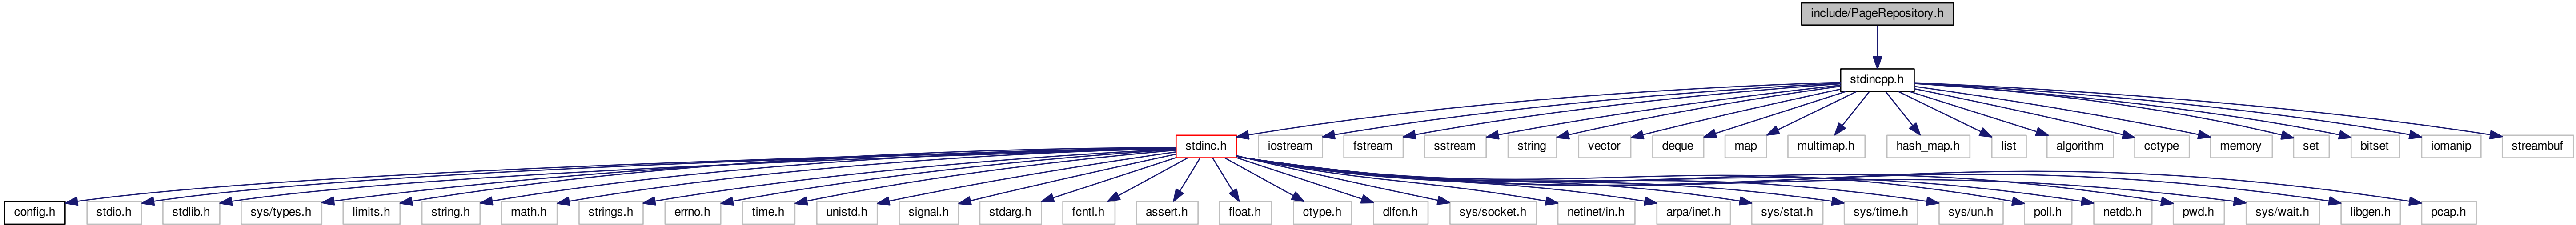 include/PageRepository.h
stdincpp.h
stdinc.h
iostream
fstream
sstream
string
vector
deque
map
multimap.h
hash_map.h
list
algorithm
cctype
memory
set
bitset
iomanip
streambuf
config.h
stdio.h
stdlib.h
sys/types.h
limits.h
string.h
math.h
strings.h
errno.h
time.h
unistd.h
signal.h
stdarg.h
fcntl.h
assert.h
float.h
ctype.h
dlfcn.h
sys/socket.h
netinet/in.h
arpa/inet.h
sys/stat.h
sys/time.h
sys/un.h
poll.h
netdb.h
pwd.h
sys/wait.h
libgen.h
pcap.h